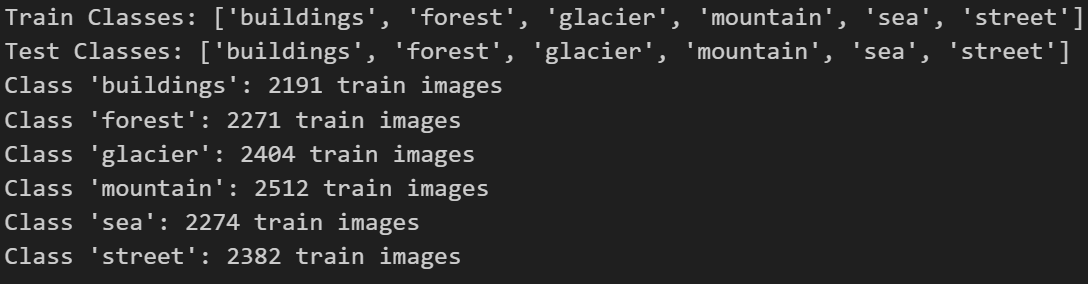 Train Classes: ['buildings', 'forest', 'glacier', 'mountain', 'sea', 'street']
Test Classes: ['buildings', 'forest', 'glacier', 'mountain', 'sea', 'street']
Class 'buildings': 2191 train images
Class 'forest': 2271 train images
Class 'glacier': 2404 train images
Class 'mountain': 2512 train images
Class 'sea': 2274 train images
Class 'street': 2382 train images